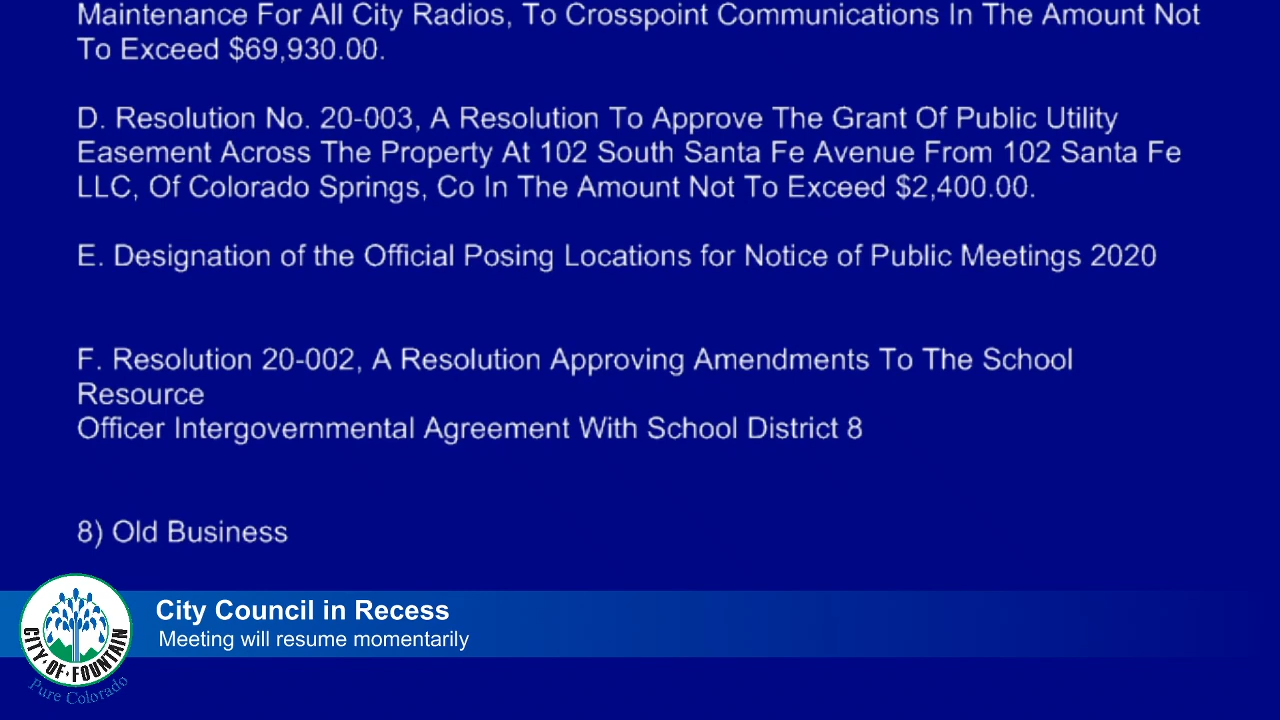 Maintenance For All City Radios, To Crosspoint Communications In The Amount Not
To Exceed $69,930.00.
D. Resolution No. 20-003, A Resolution To Approve The Grant Of Public Utility
Easement Across The Property At 102 South Santa Fe Avenue From 102 Santa Fe
LLC, Of Colorado Springs, Co In The Amount Not To Exceed $2,400.00.
E. Designation of the Official Posing Locations for Notice of Public Meetings 2020
F. Resolution 20-002, A Resolution Approving Amendments To The School
Resource
Officer Intergovernmental Agreement With School District 8
8) Old Business
City Council in Recess
Meeting will resume momentarily
CITY·OF·FOUNTAIN
Pure Colorado